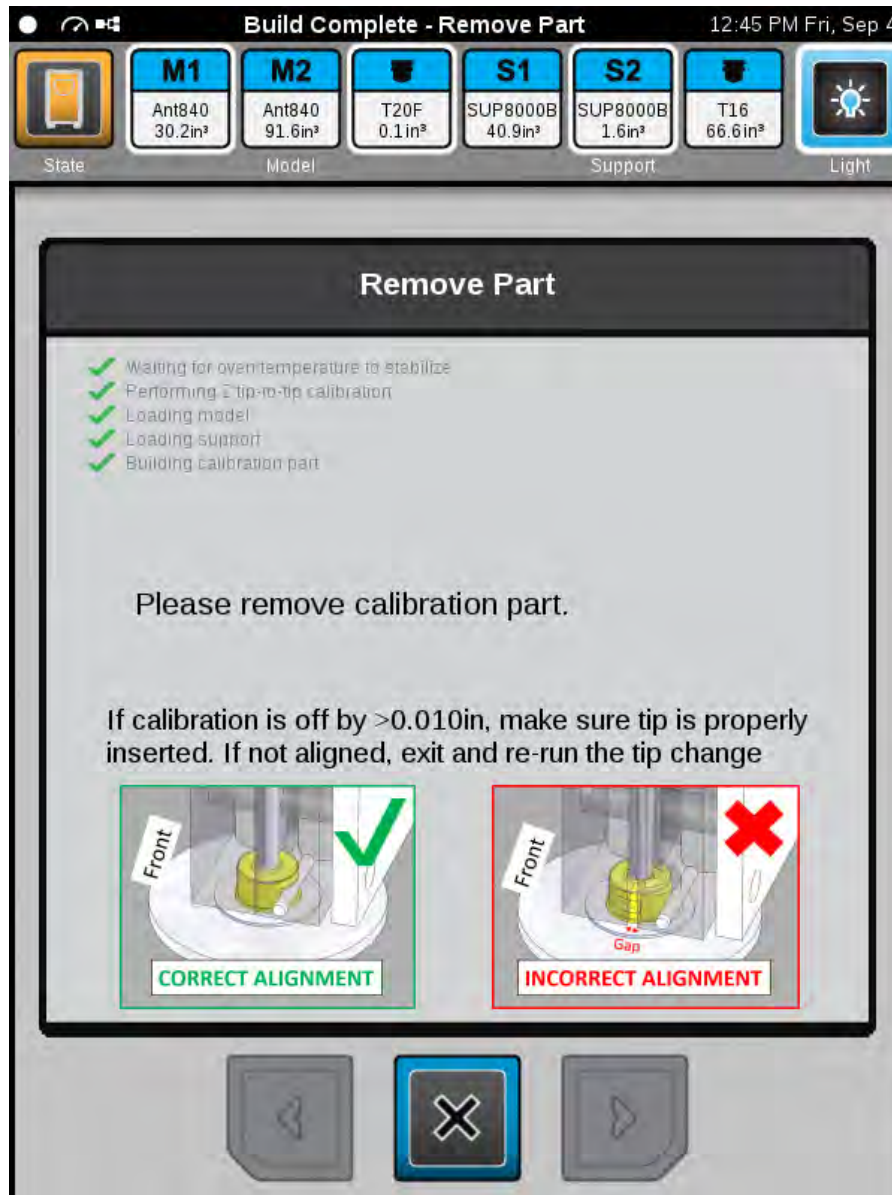 Build Complete - Remove Part
12:45 PM Fri, Sep 4
M1
Ant840
30.2in³
M2
Ant840
91.6in³
T20F
0.1in³
S1
SUP8000B
40.9in³
S2
SUP8000B
1.6in³
T16
66.6in³
State
Model
Support
Light
Remove Part
Waiting for oven temperature to stabilize
Performing Z tip-to-tip calibration
Loading model
Loading support
Building calibration part
Please remove calibration part.
If calibration is off by >0.010in, make sure tip is properly
inserted. If not aligned, exit and re-run the tip change
Front
CORRECT ALIGNMENT
Front
Gap
INCORRECT ALIGNMENT